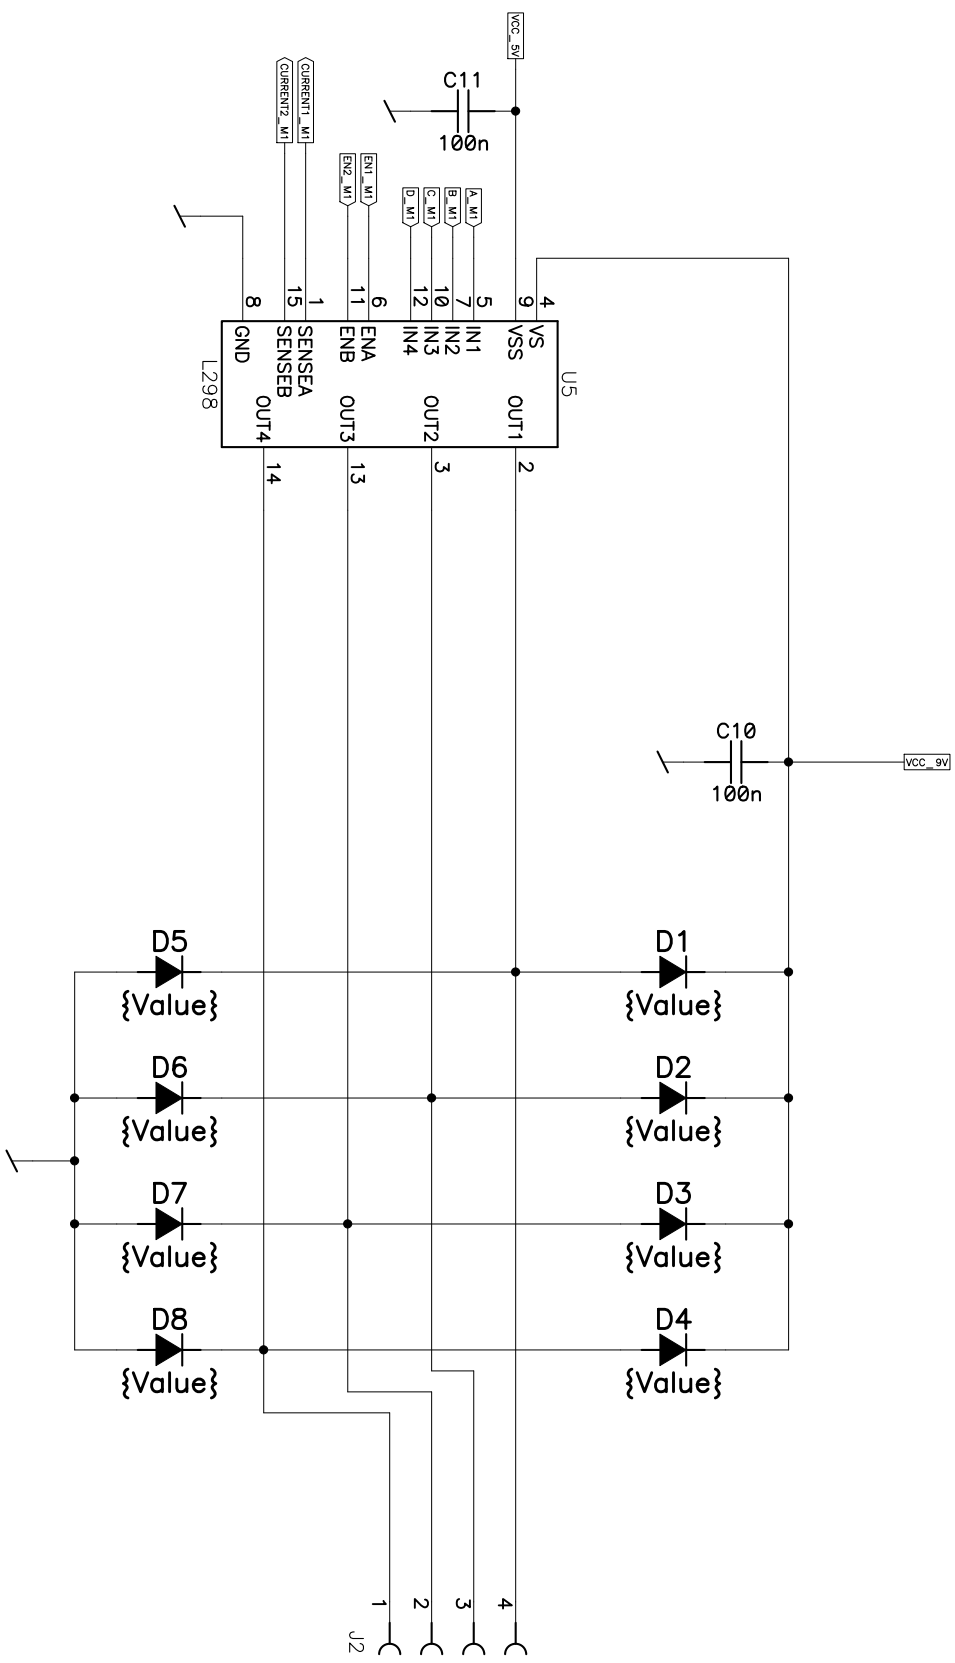 VCC_5V
C11
100n
CURRENT1_M1
CURRENT2_M1
EN1_M1
EN2_M1
A_M1
B_M1
C_M1
D_M1
4
9
5
7
10
12
6
11
1
15
8
VS
VSS
IN1
IN2
IN3
IN4
ENA
ENB
SENSEA
SENSEB
GND
U5
L298
OUT1
OUT2
OUT3
OUT4
2
3
13
14
C10
100n
VCC_9V
D5
{Value}
D1
{Value}
D6
{Value}
D2
{Value}
D7
{Value}
D3
{Value}
D8
{Value}
D4
{Value}
1
2
3
4
J2